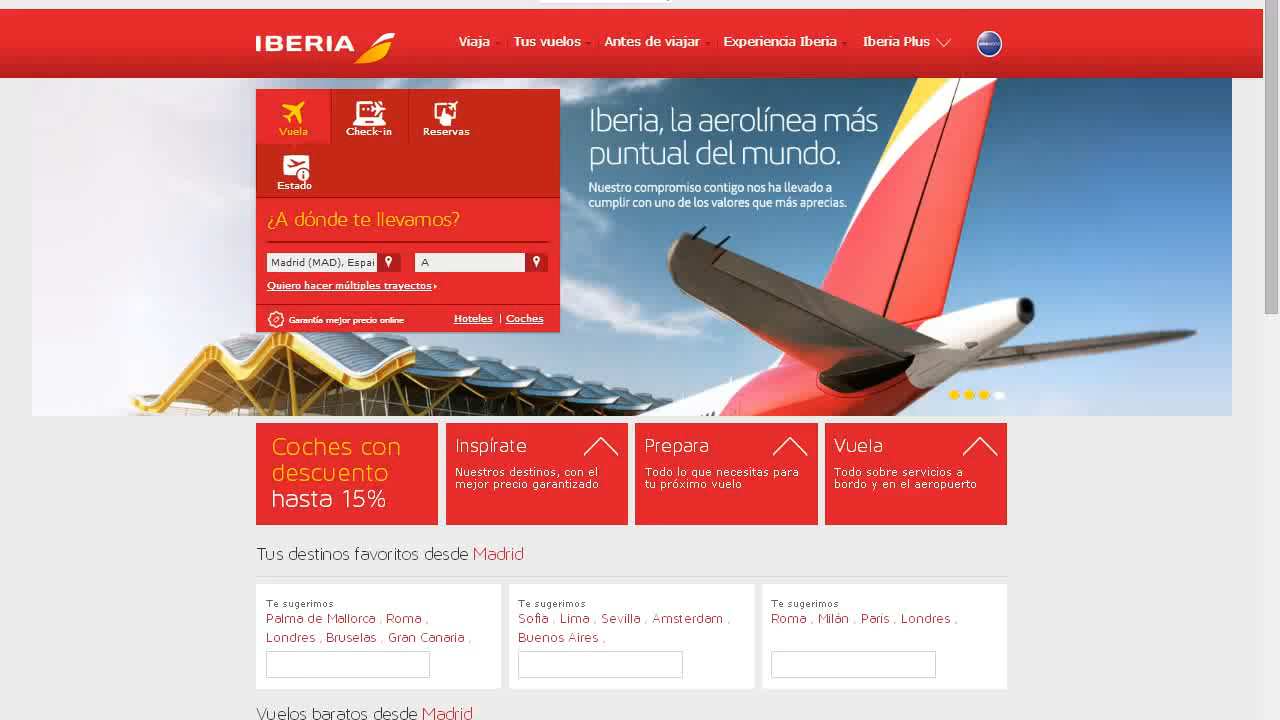 IBERIA
Viaja
Tus vuelos
Antes de viajar
Experiencia Iberia
Iberia Plus
Vuela
Check-in
Reservas
Estado
¿A dónde te llevamos?
Madrid (MAD), Espai
A
Quiero hacer múltiples trayectos
Garantía mejor precio online
Hoteles | Coches
Iberia, la aerolínea más
puntual del mundo.
Nuestro compromiso contigo nos ha llevado a
cumplir con uno de los valores que más aprecias.
Coches con
descuento
hasta 15%
Inspírate
Nuestros destinos, con el
mejor precio garantizado
Prepara
Todo lo que necesitas para
tu próximo vuelo
Vuela
Todo sobre servicios a
bordo y en el aeropuerto
Tus destinos favoritos desde Madrid
Te sugerimos
Palma de Mallorca , Roma ,
Londres , Bruselas , Gran Canaria ,
Te sugerimos
Sofia , Lima , Sevilla , Amsterdam ,
Buenos Aires ,
Te sugerimos
Roma , Milán , París , Londres ,
Vuelos baratos desde Madrid